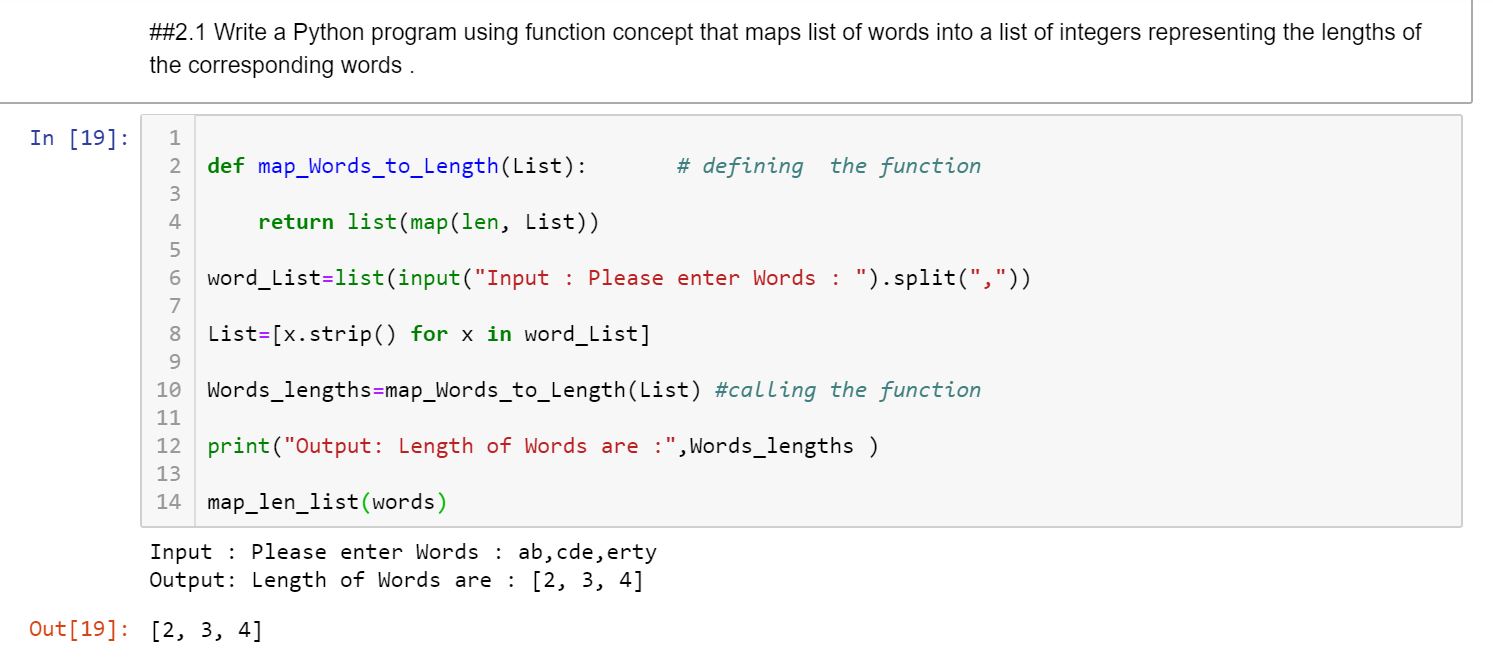 ##2.1 Write a Python program using function concept that maps list of words into a list of integers representing the lengths of
the corresponding words .
In [19]:
1
2 def map_Words_to_Length(List):       # defining  the function
3
4     return list(map(len, List))
5
6 word_List=list(input("Input : Please enter Words : ").split(","))
7
8 List=[x.strip() for x in word_List]
9
10 Words_lengths=map_Words_to_Length(List) #calling the function
11
12 print("Output: Length of Words are :",Words_lengths )
13
14 map_len_list(words)
Input : Please enter Words : ab,cde,erty
Output: Length of Words are : [2, 3, 4]
Out[19]: [2, 3, 4]